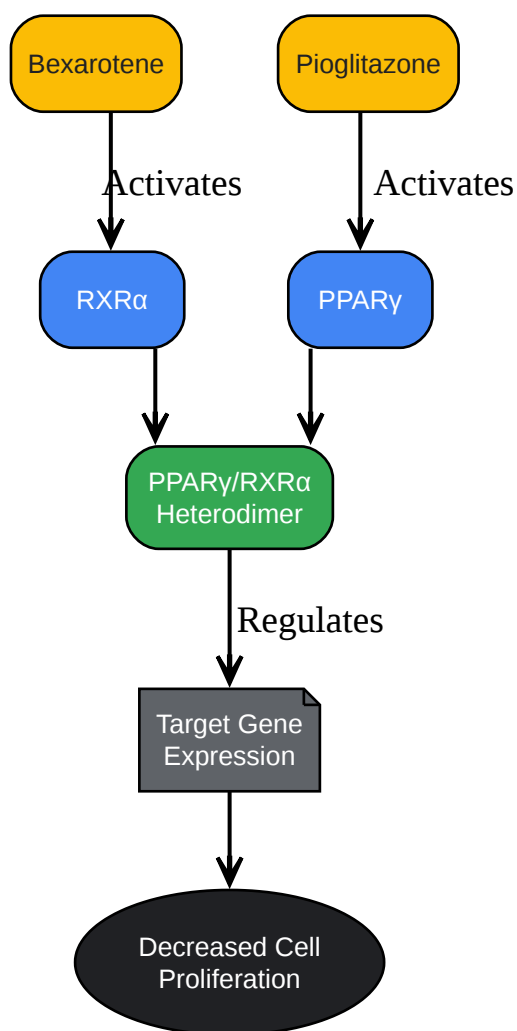 Bexarotene
Pioglitazone
Activates
Activates
RXRα
PPARγ
PPARγ/RXRα
Heterodimer
Regulates
Target Gene
Expression
Decreased Cell
Proliferation